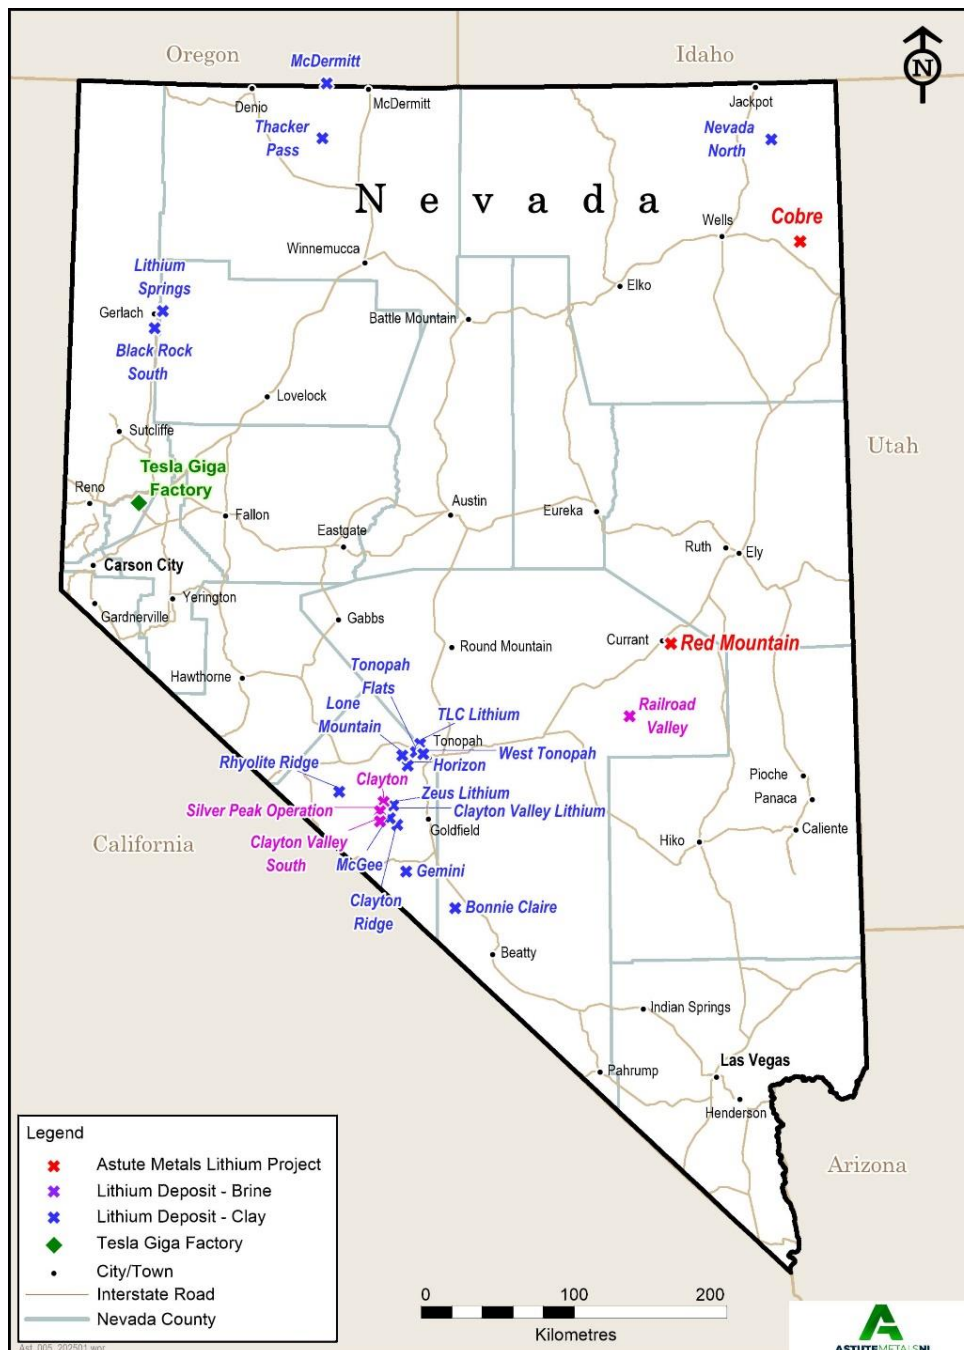 Oregon
Idaho
N
McDermitt
Denio
McDermitt
Jackpot
Thacker
Pass
Nevada
North
Nevada
Wells
Cobre
Winnemucca
Lithium
Springs
Elko
Gerlach
Battle Mountain
Black Rock
South
Lovelock
Sutcliffe
Utah
Tesla Giga
Factory
Reno
Fallon
Austin
Eureka
Eastgate
Ruth
Ely
Carson City
Yerington
Gardnerville
Gabbs
Round Mountain
Currant
Red Mountain
Tonopah
Flats
Hawthorne
Lone
Mountain
TLC Lithium
Railroad
Valley
Tonopah
West Tonopah
Rhyolite Ridge
Horizon
Clayton
Pioche
Zeus Lithium
Panaca
Silver Peak Operation
Clayton Valley Lithium
Goldfield
Caliente
California
Clayton Valley
South
Hiko
McGee
Gemini
Clayton
Ridge
Bonnie Claire
Beatty
Indian Springs
Las Vegas
Pahrump
Henderson
Arizona
Legend
Astute Metals Lithium Project
Lithium Deposit - Brine
Lithium Deposit - Clay
Tesla Giga Factory
City/Town
Interstate Road
Nevada County
0 100 200
Kilometres
Ast_005_202501.wor
ASTUTEMETALSNL